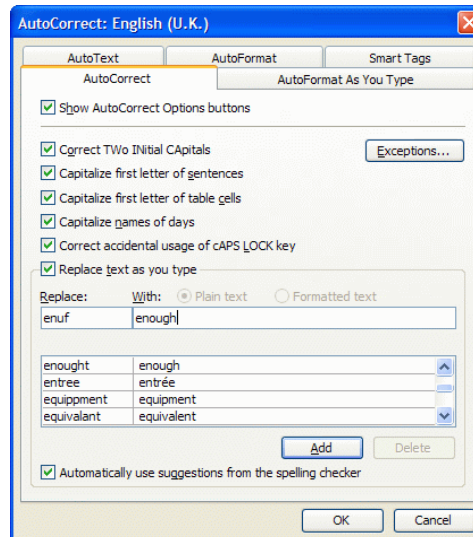 AutoCorrect: English (U.K.)
AutoText AutoFormat Smart Tags
AutoCorrect AutoFormat As You Type
Show AutoCorrect Options buttons
Correct TWo INitial CApitals Exceptions...
Capitalize first letter of sentences
Capitalize first letter of table cells
Capitalize names of days
Correct accidental usage of cAPS LOCK key
Replace text as you type
Replace: With: Plain text Formatted text
enuf enough
enought enough
entree entrée
equippment equipment
equivalant equivalent
Add Delete
Automatically use suggestions from the spelling checker
OK Cancel